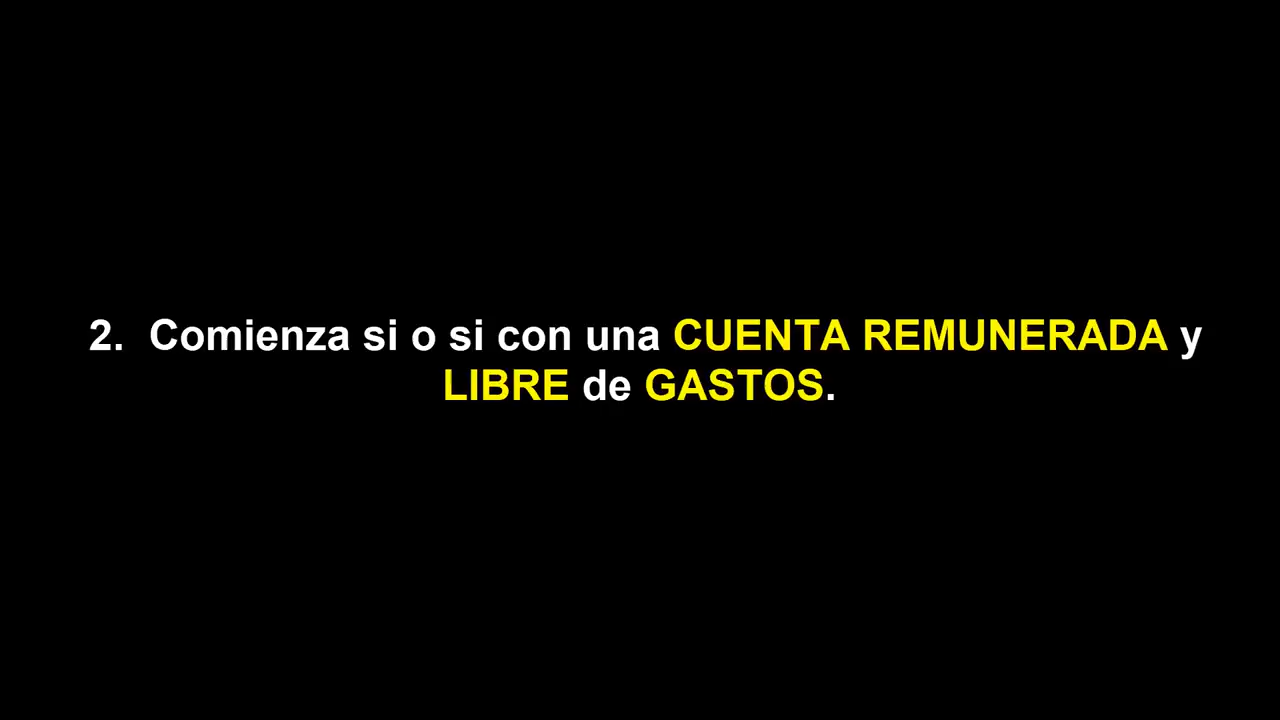 2. Comienza si o si con una CUENTA REMUNERADA y
LIBRE de GASTOS.